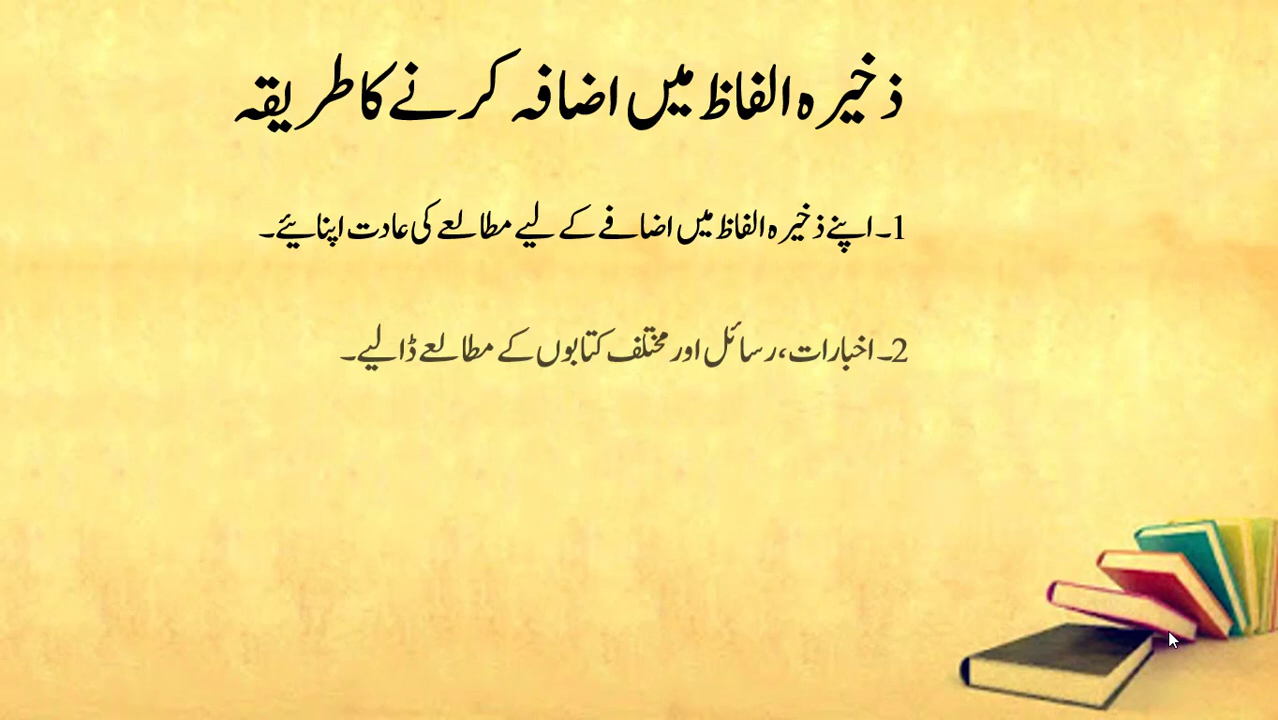 ذخیرہ الفاظ میں اضافہ کرنے کا طریقہ
1۔ اپنے ذخیرہ الفاظ میں اضافے کے لیے مطالعے کی عادت اپنایئے۔
2۔ اخبارات، رسائل اور مختلف کتابوں کے مطالعے ڈالیے۔